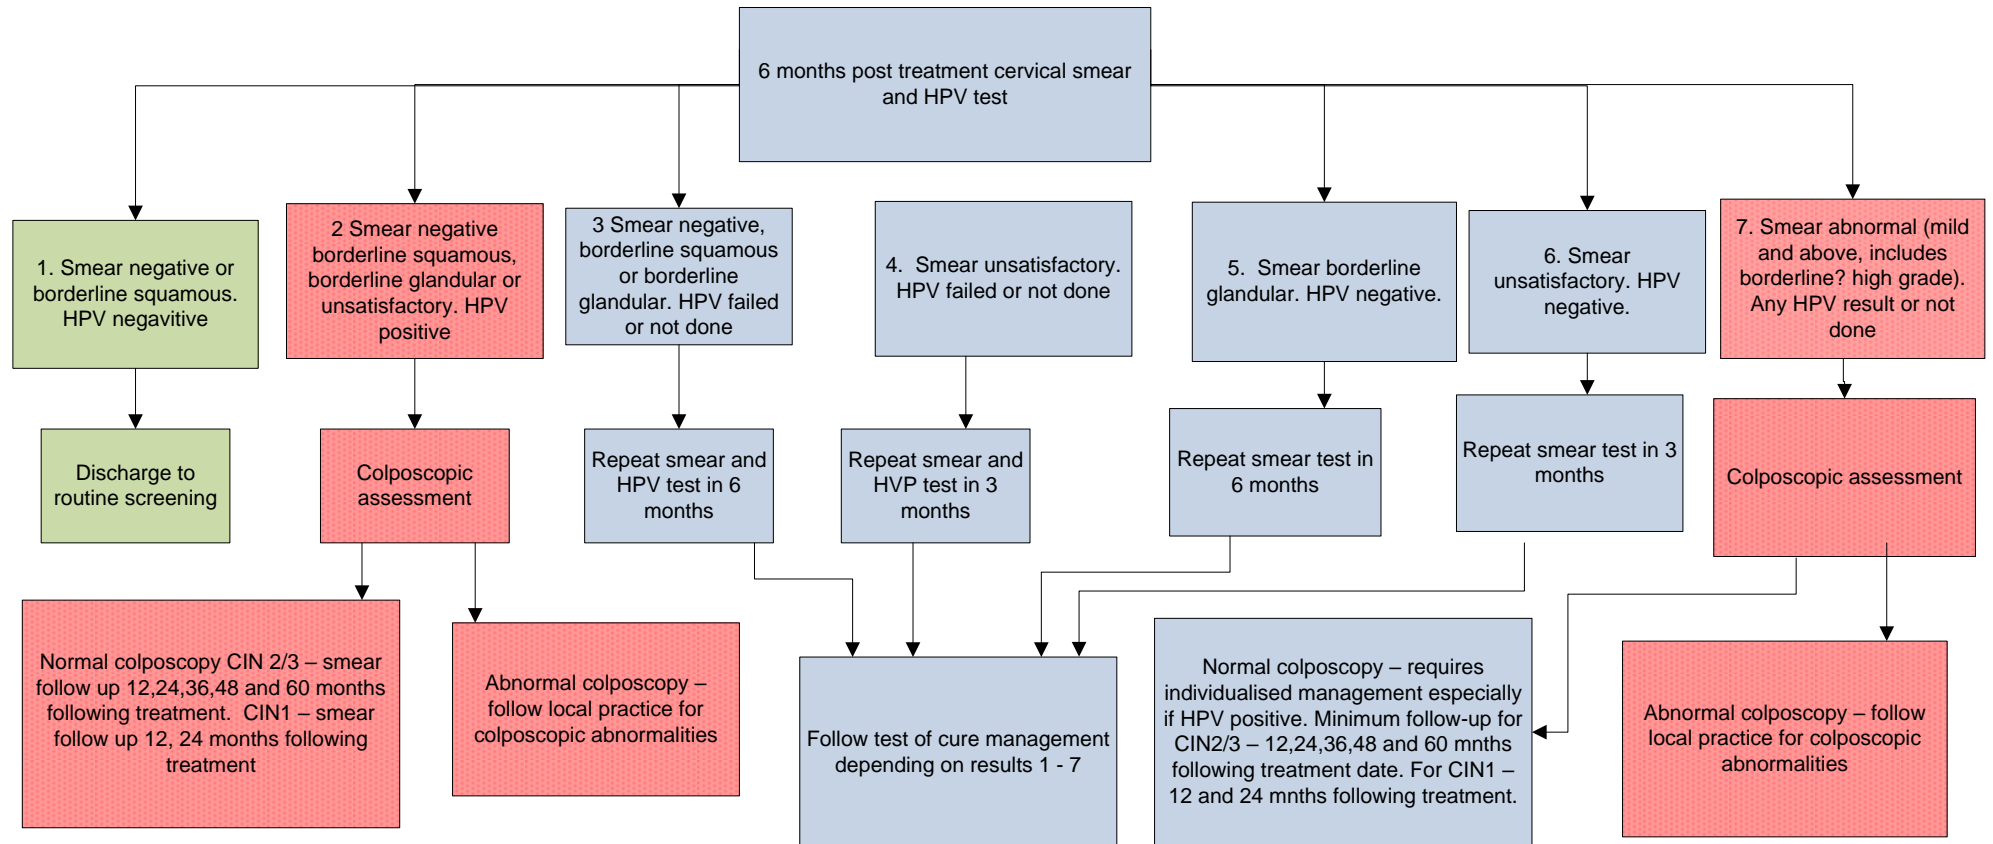 6 months post treatment cervical smear
and HPV test
1. Smear negative or
borderline squamous.
HPV negavitive
2 Smear negative
borderline squamous,
borderline glandular or
unsatisfactory. HPV
positive
3 Smear negative,
borderline squamous
or borderline
glandular. HPV failed
or not done
4. Smear unsatisfactory.
HPV failed or not done
5. Smear borderline
glandular. HPV negative.
6. Smear
unsatisfactory. HPV
negative.
7. Smear abnormal (mild
and above, includes
borderline? high grade).
Any HPV result or not
done
Discharge to
routine screening
Colposcopic
assessment
Repeat smear and
HPV test in 6
months
Repeat smear and
HVP test in 3
months
Repeat smear test in
6 months
Repeat smear test in 3
months
Colposcopic assessment
Normal colposcopy CIN 2/3 – smear
follow up 12,24,36,48 and 60 months
following treatment. CIN1 – smear
follow up 12, 24 months following
treatment
Abnormal colposcopy –
follow local practice for
colposcopic abnormalities
Follow test of cure management
depending on results 1 - 7
Normal colposcopy – requires
individualised management especially
if HPV positive. Minimum follow-up for
CIN2/3 – 12,24,36,48 and 60 mnths
following treatment date. For CIN1 –
12 and 24 mnths following treatment.
Abnormal colposcopy – follow
local practice for colposcopic
abnormalities